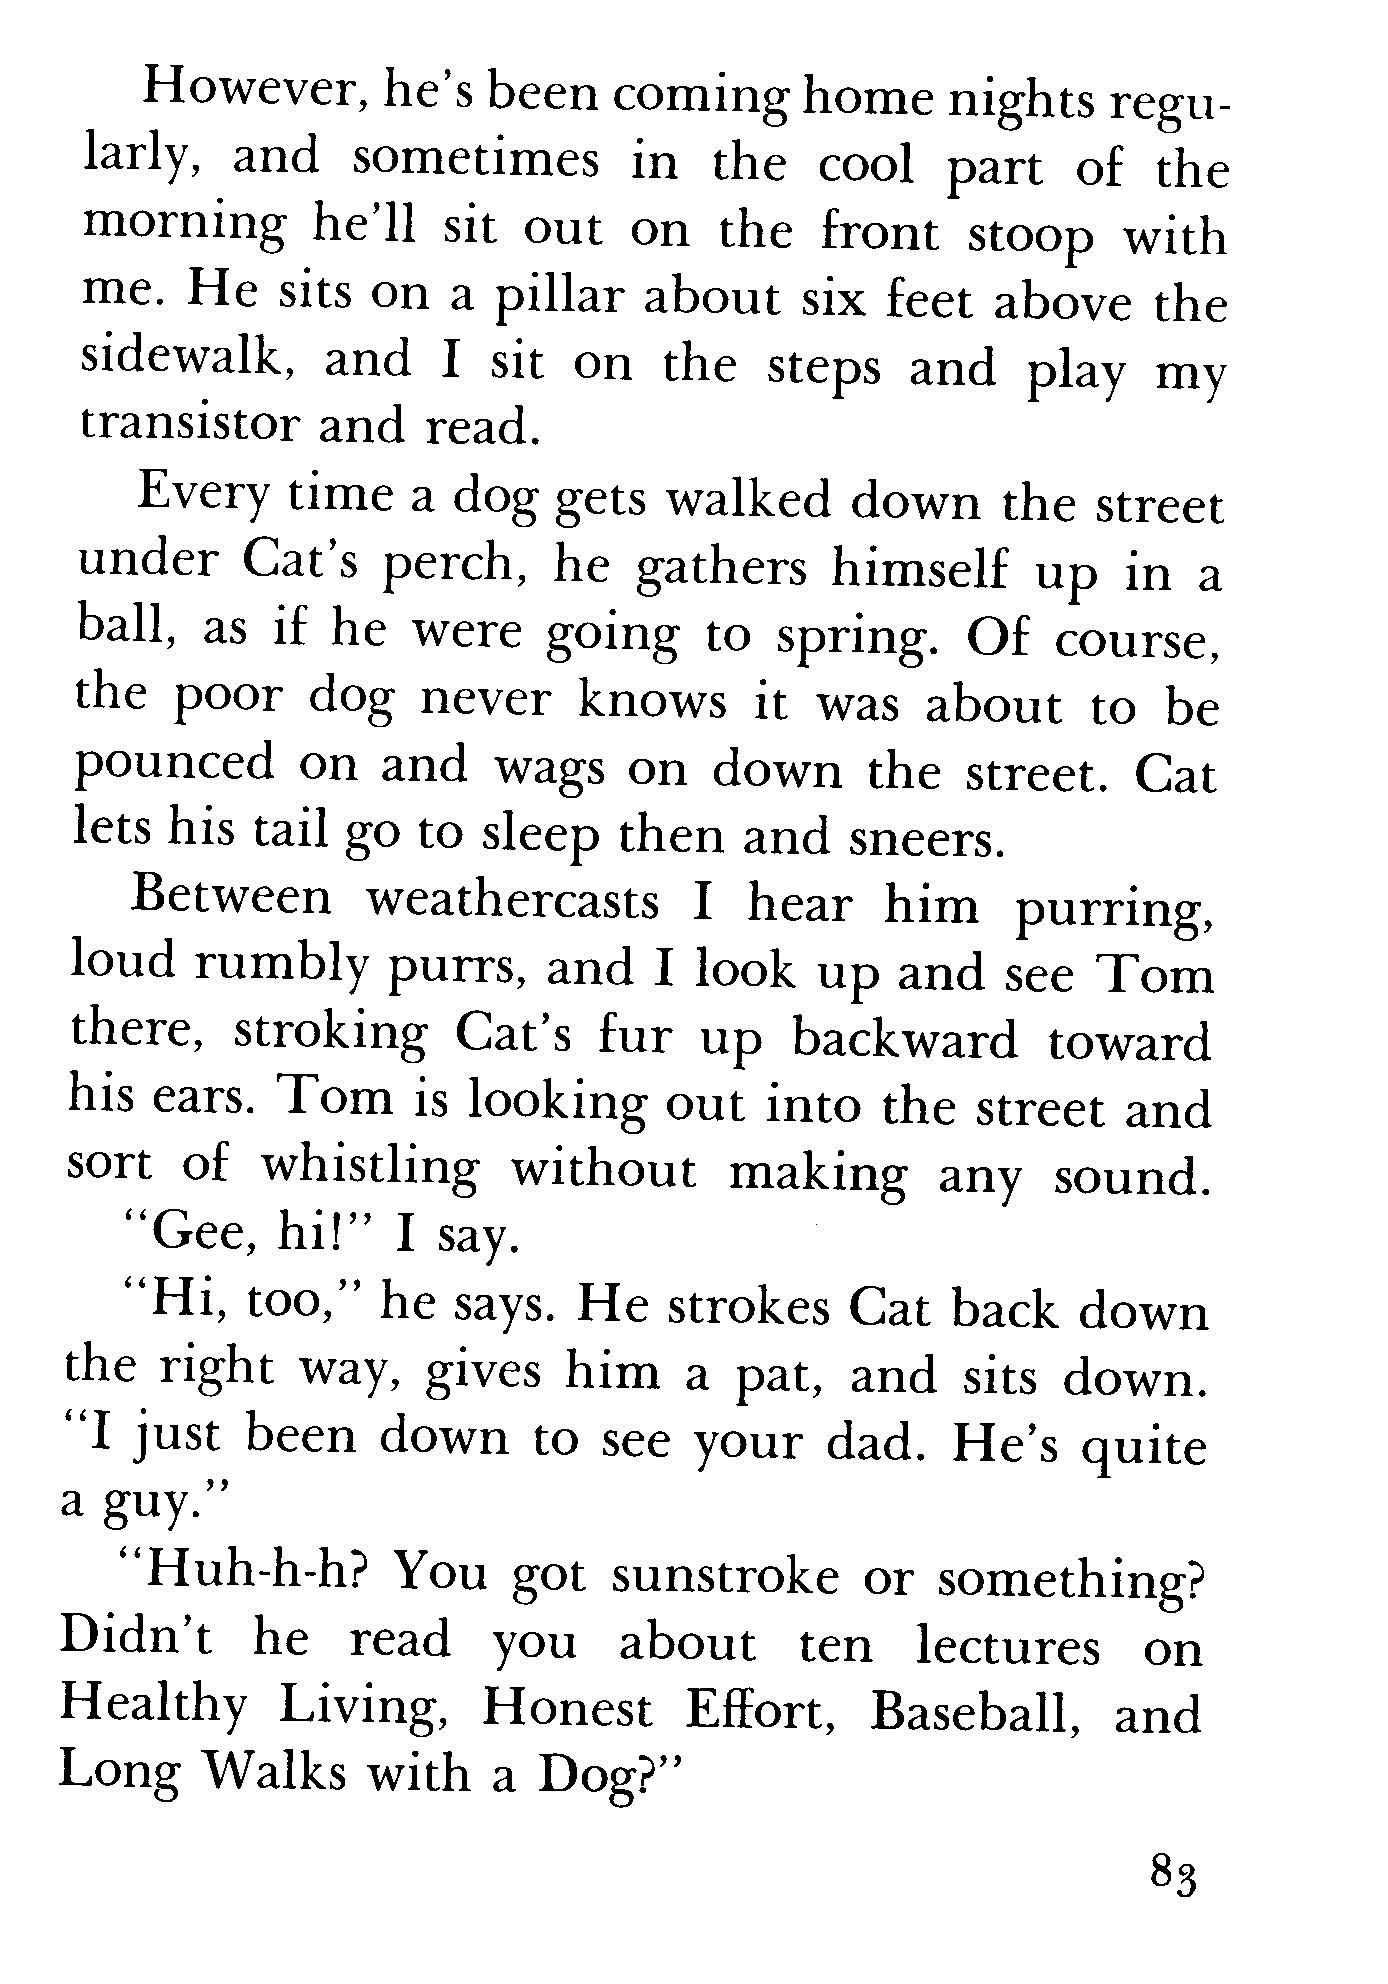 However, he's been coming home nights regu-
larly, and sometimes in the cool part of the
morning he'll sit out on the front stoop with
me. He sits on a pillar about six feet above the
sidewalk, and I sit on the steps and play my
transistor and read.
Every time a dog gets walked down the street
under Cat's perch, he gathers himself up in a
ball, as if he were going to spring. Of course,
the poor dog never knows it was about to be
pounced on and wags on down the street. Cat
lets his tail go to sleep then and sneers.
Between weathercasts I hear him purring,
loud rumbly purrs, and I look up and see Tom
there, stroking Cat's fur up backward toward
his ears. Tom is looking out into the street and
sort of whistling without making any sound.
"Gee, hi!" I say.
"Hi, too," he says. He strokes Cat back down
the right way, gives him a pat, and sits down.
"I just been down to see your dad. He's quite
a guy."
"Huh-h-h? You got sunstroke or something?
Didn't he read you about ten lectures on
Healthy Living, Honest Effort, Baseball, and
Long Walks with a Dog?"
83